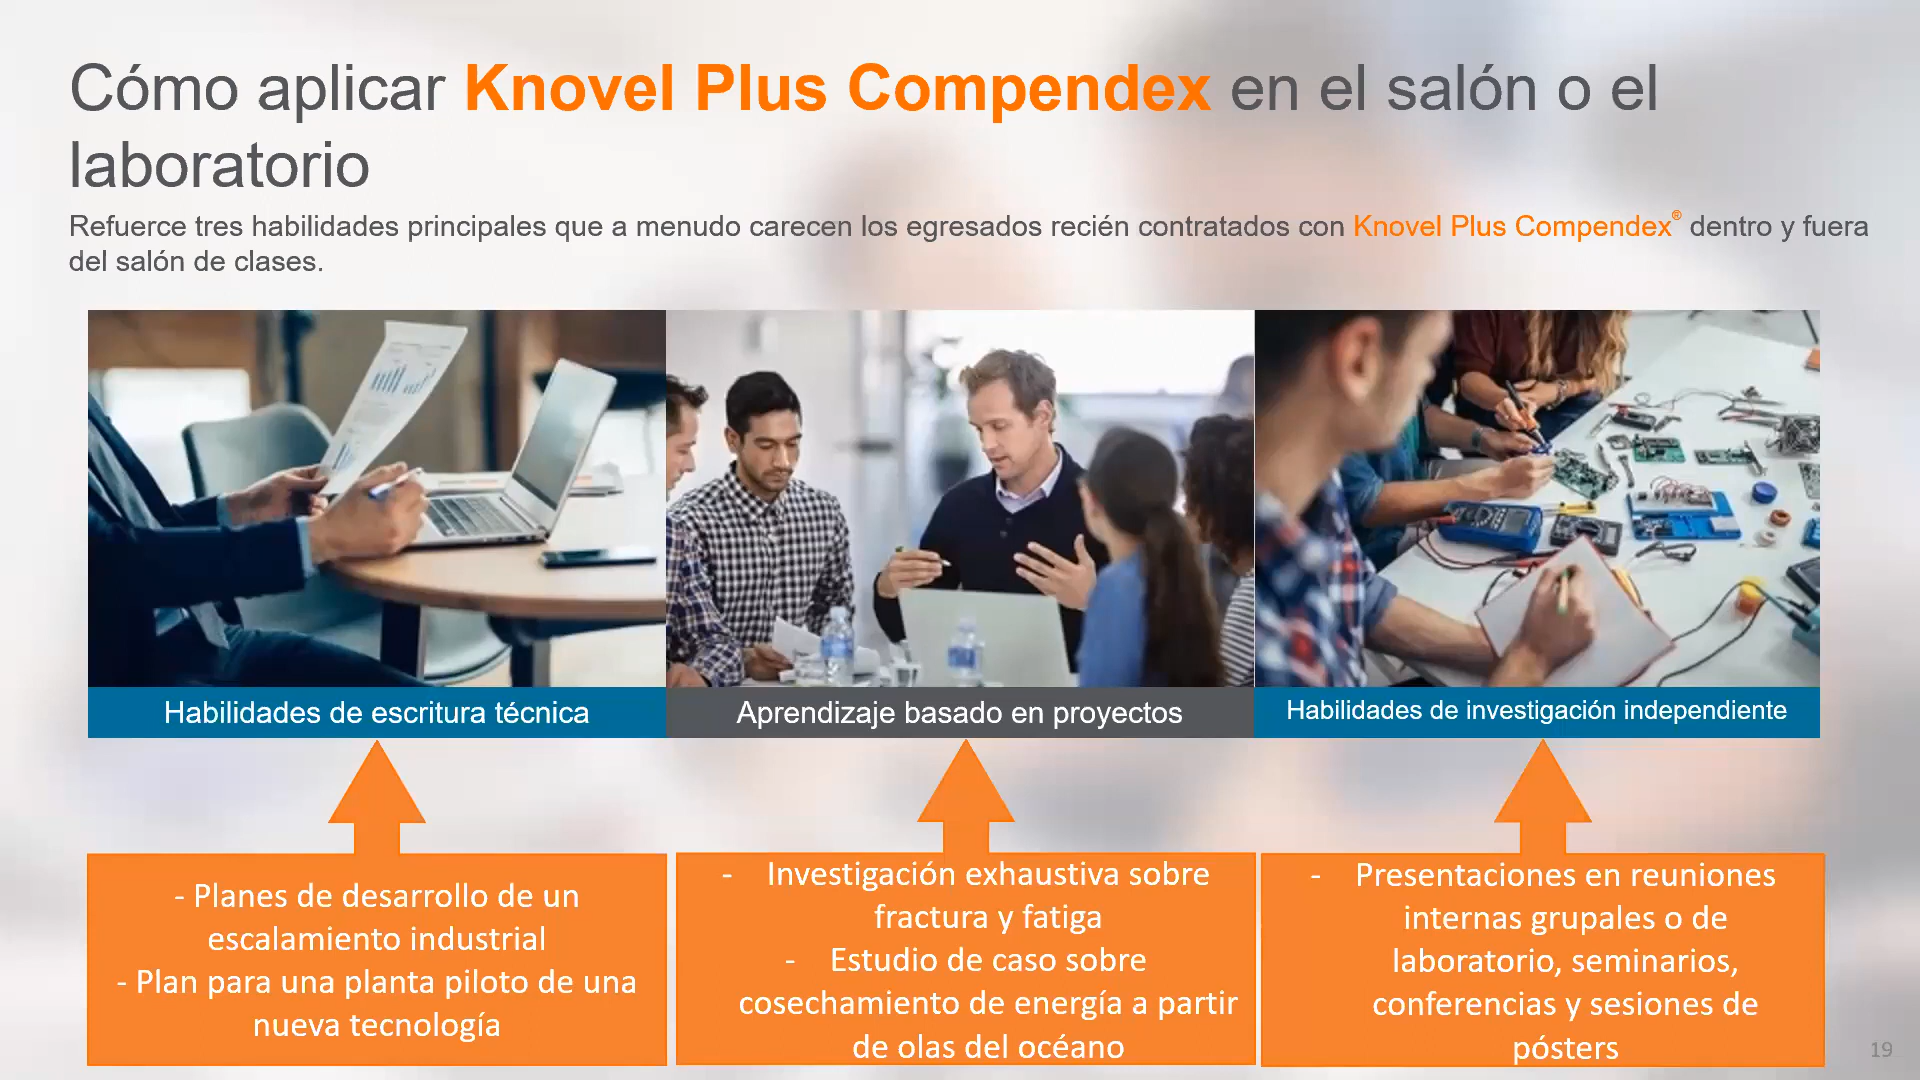 Cómo aplicar Knovel Plus Compendex en el salón o el
laboratorio
Refuerce tres habilidades principales que a menudo carecen los egresados recién contratados con Knovel Plus Compendex® dentro y fuera
del salón de clases.
Habilidades de escritura técnica
Aprendizaje basado en proyectos
Habilidades de investigación independiente
- Planes de desarrollo de un
escalamiento industrial
- Plan para una planta piloto de una
nueva tecnología
- Investigación exhaustiva sobre
fractura y fatiga
- Estudio de caso sobre
cosechamiento de energía a partir
de olas del océano
- Presentaciones en reuniones
internas grupales o de
laboratorio, seminarios,
conferencias y sesiones de
pósters
19